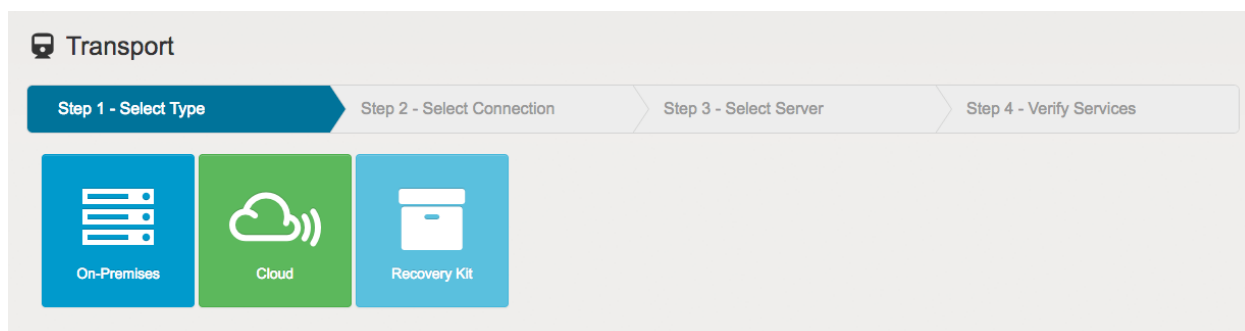 Transport
Step 1 - Select Type
Step 2 - Select Connection
Step 3 - Select Server
Step 4 - Verify Services
On-Premises
Cloud
Recovery Kit